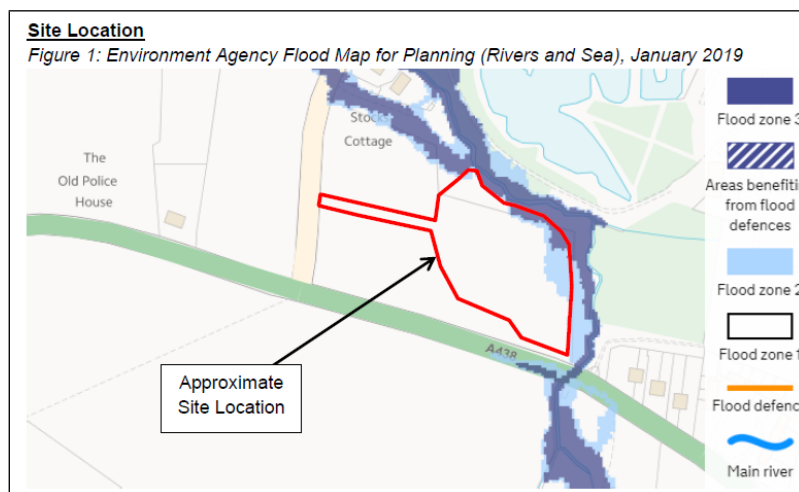 Site Location
Figure 1: Environment Agency Flood Map for Planning (Rivers and Sea), January 2019
Stock
Cottage
The
Old Police
House
A438
Approximate
Site Location
Flood zone 3
Areas benefitin
from flood
defences
Flood zone 2
Flood zone 1
Flood defenc
Main river